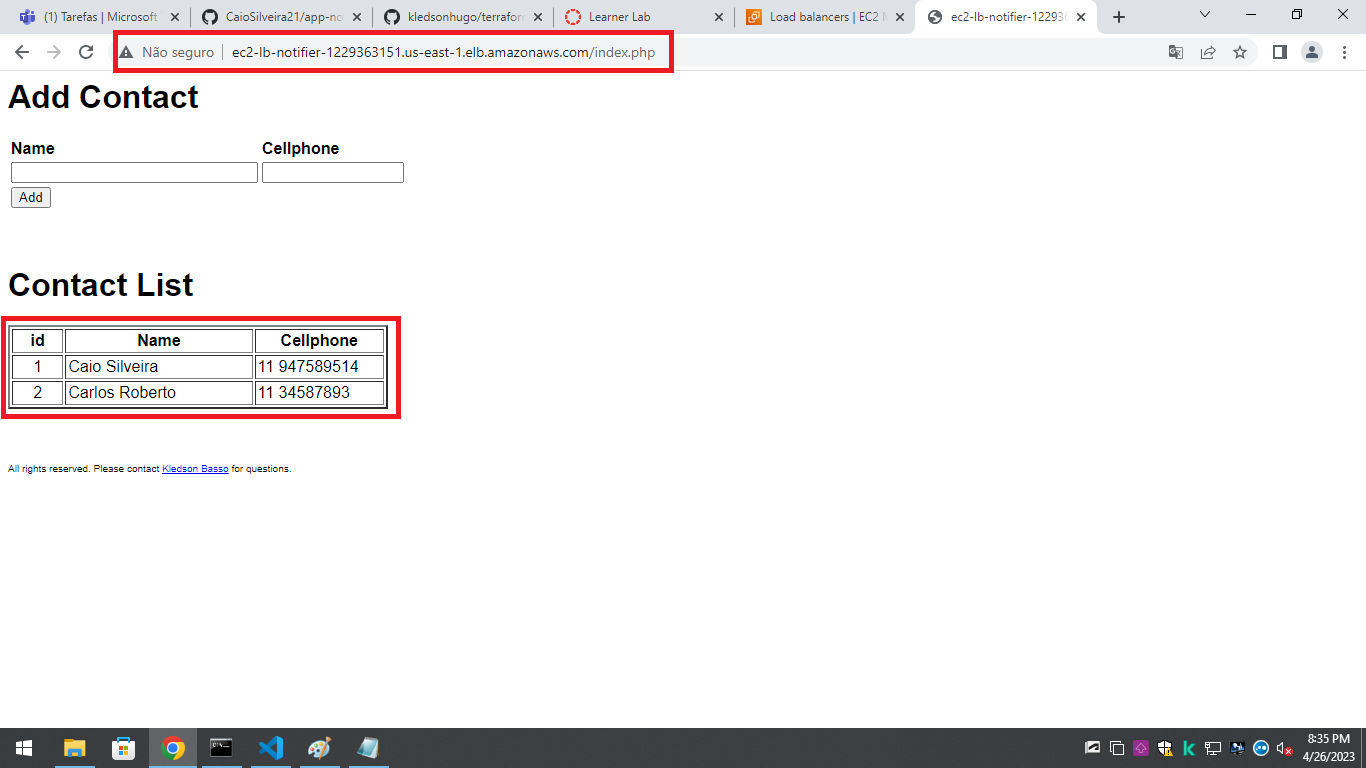 (1) Tarefas | Microsoft
CaioSilveira21/app-no
kledsonhugo/terraform
Learner Lab
Load balancers | EC2
ec2-lb-notifier-12293
Não seguro | ec2-lb-notifier-1229363151.us-east-1.elb.amazonaws.com/index.php
Add Contact
Name Cellphone
Add
Contact List
id Name Cellphone
1 Caio Silveira 11 947589514
2 Carlos Roberto 11 34587893
All rights reserved. Please contact Kledson Basso for questions.
8:35 PM
4/26/2023